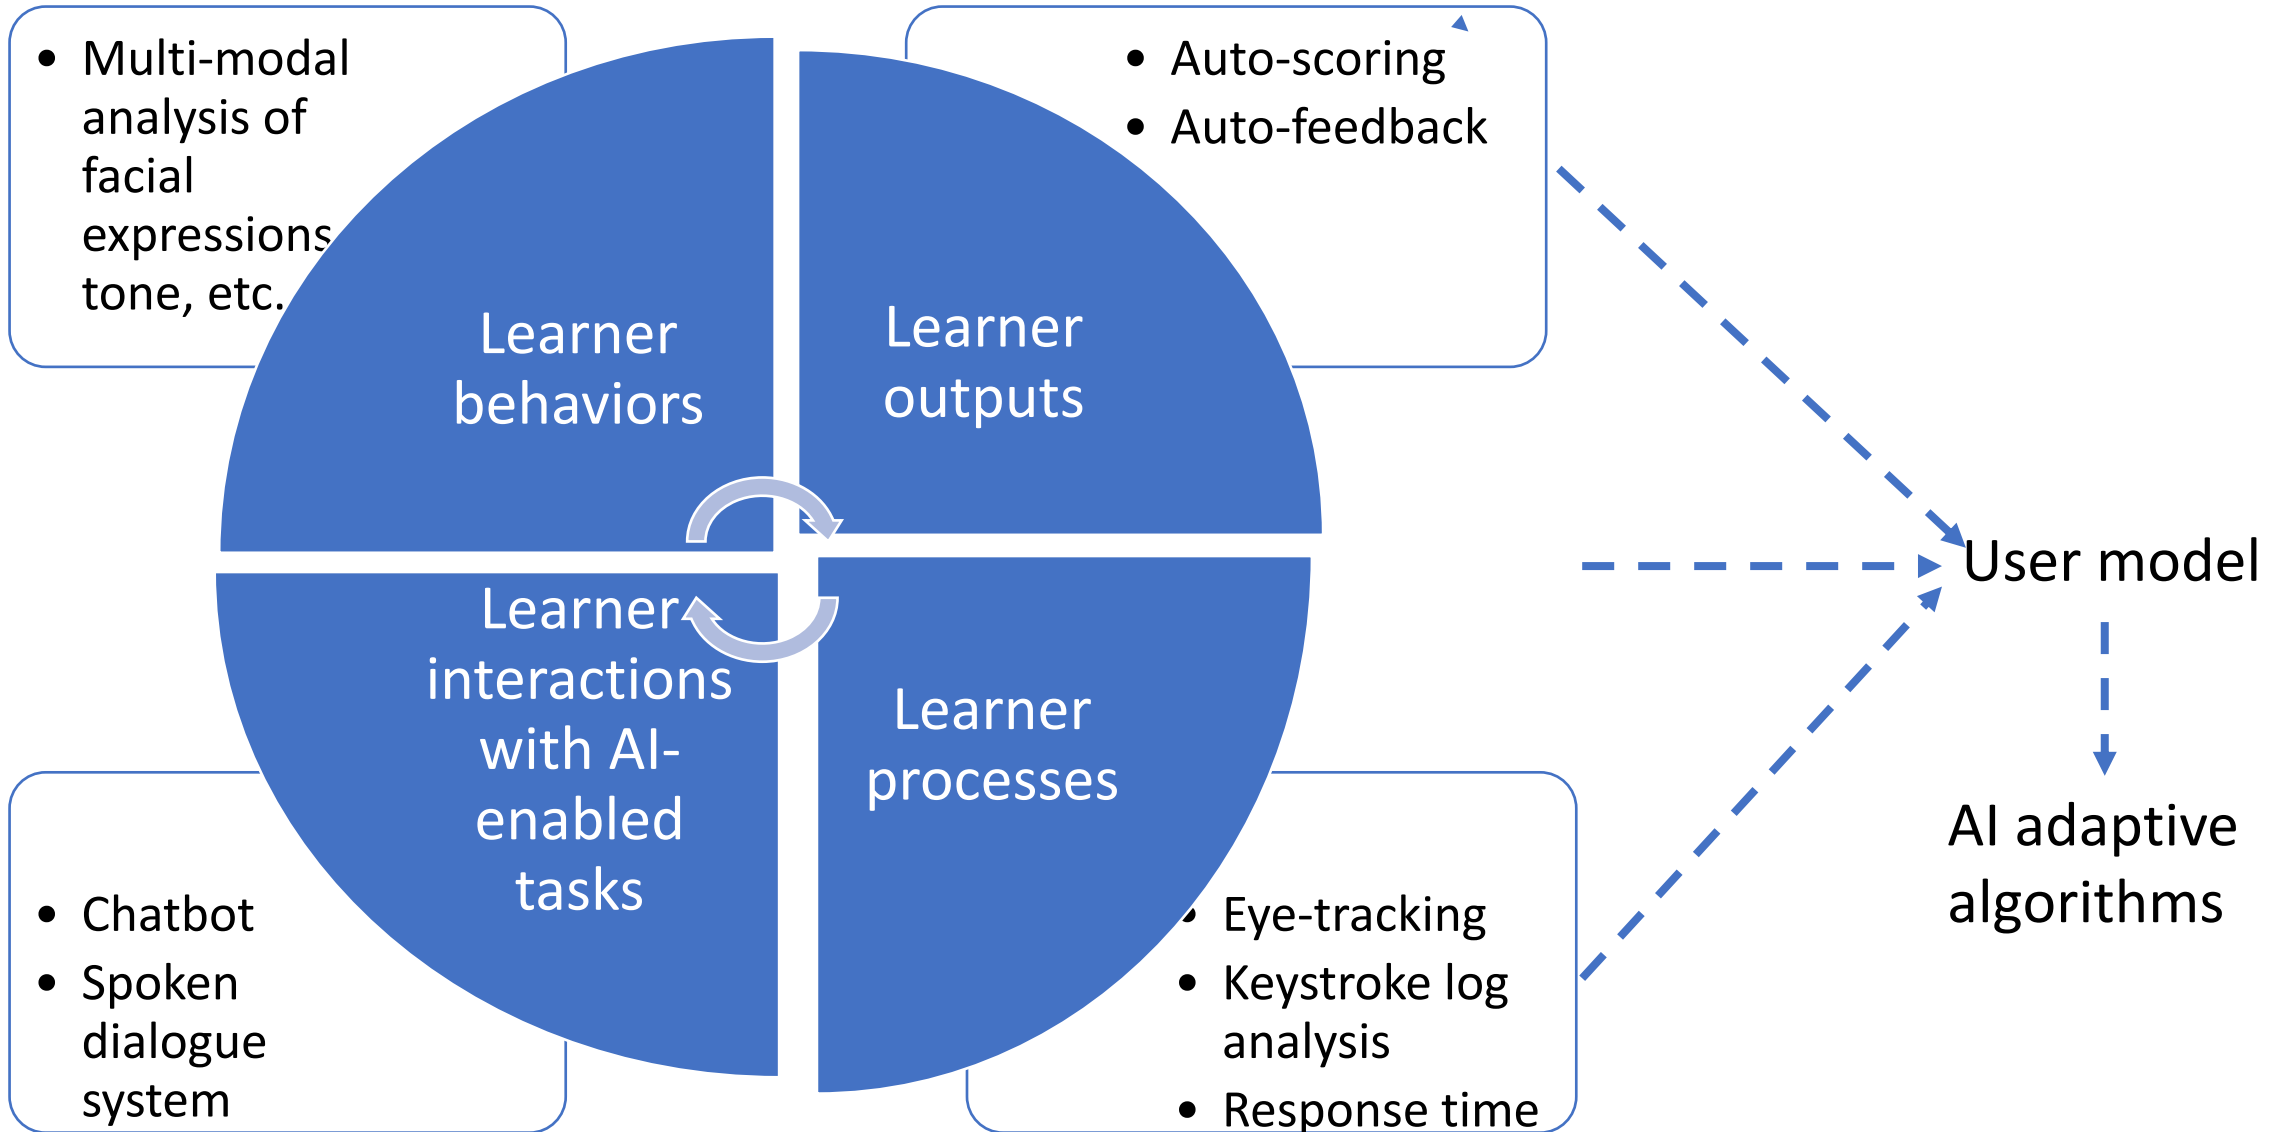 • Multi-modal
analysis of
facial
expressions,
tone, etc.
• Auto-scoring
• Auto-feedback
Learner
behaviors
Learner
outputs
Learner
interactions
with AI-
enabled
tasks
Learner
processes
• Chatbot
• Spoken
dialogue
system
• Eye-tracking
• Keystroke log
analysis
• Response time
User model
AI adaptive
algorithms